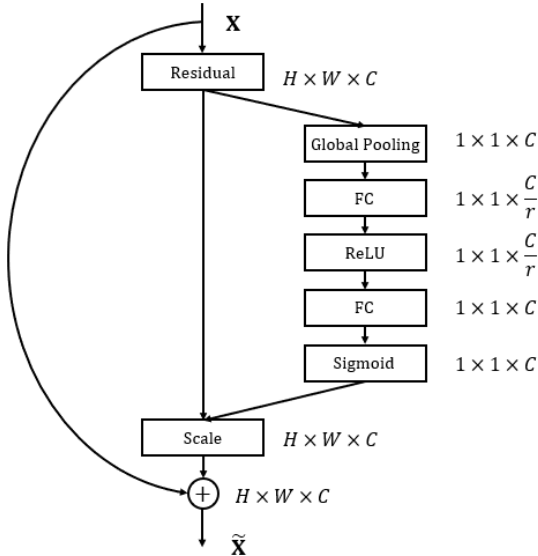 X
Residual
H × W × C
Global Pooling
1 × 1 × C
FC
1 × 1 × C/r
ReLU
1 × 1 × C/r
FC
1 × 1 × C
Sigmoid
1 × 1 × C
Scale
H × W × C
+
H × W × C
X̃